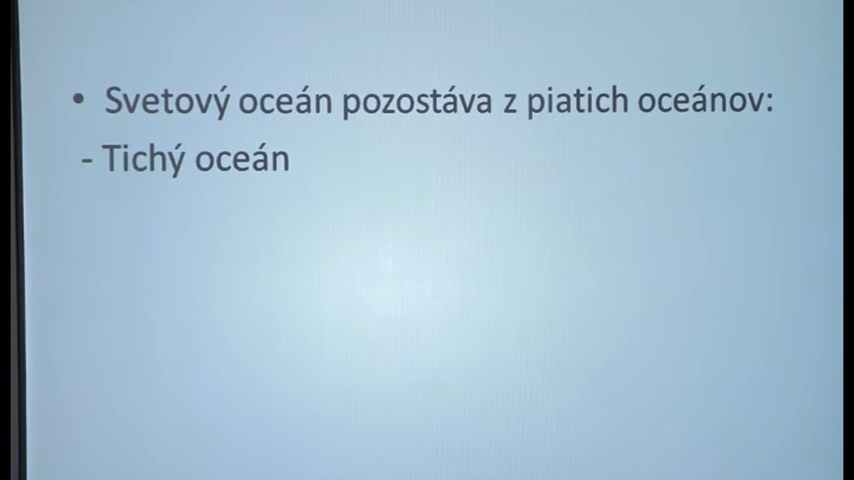 • Svetový oceán pozostáva z piatich oceánov:
- Tichý oceán